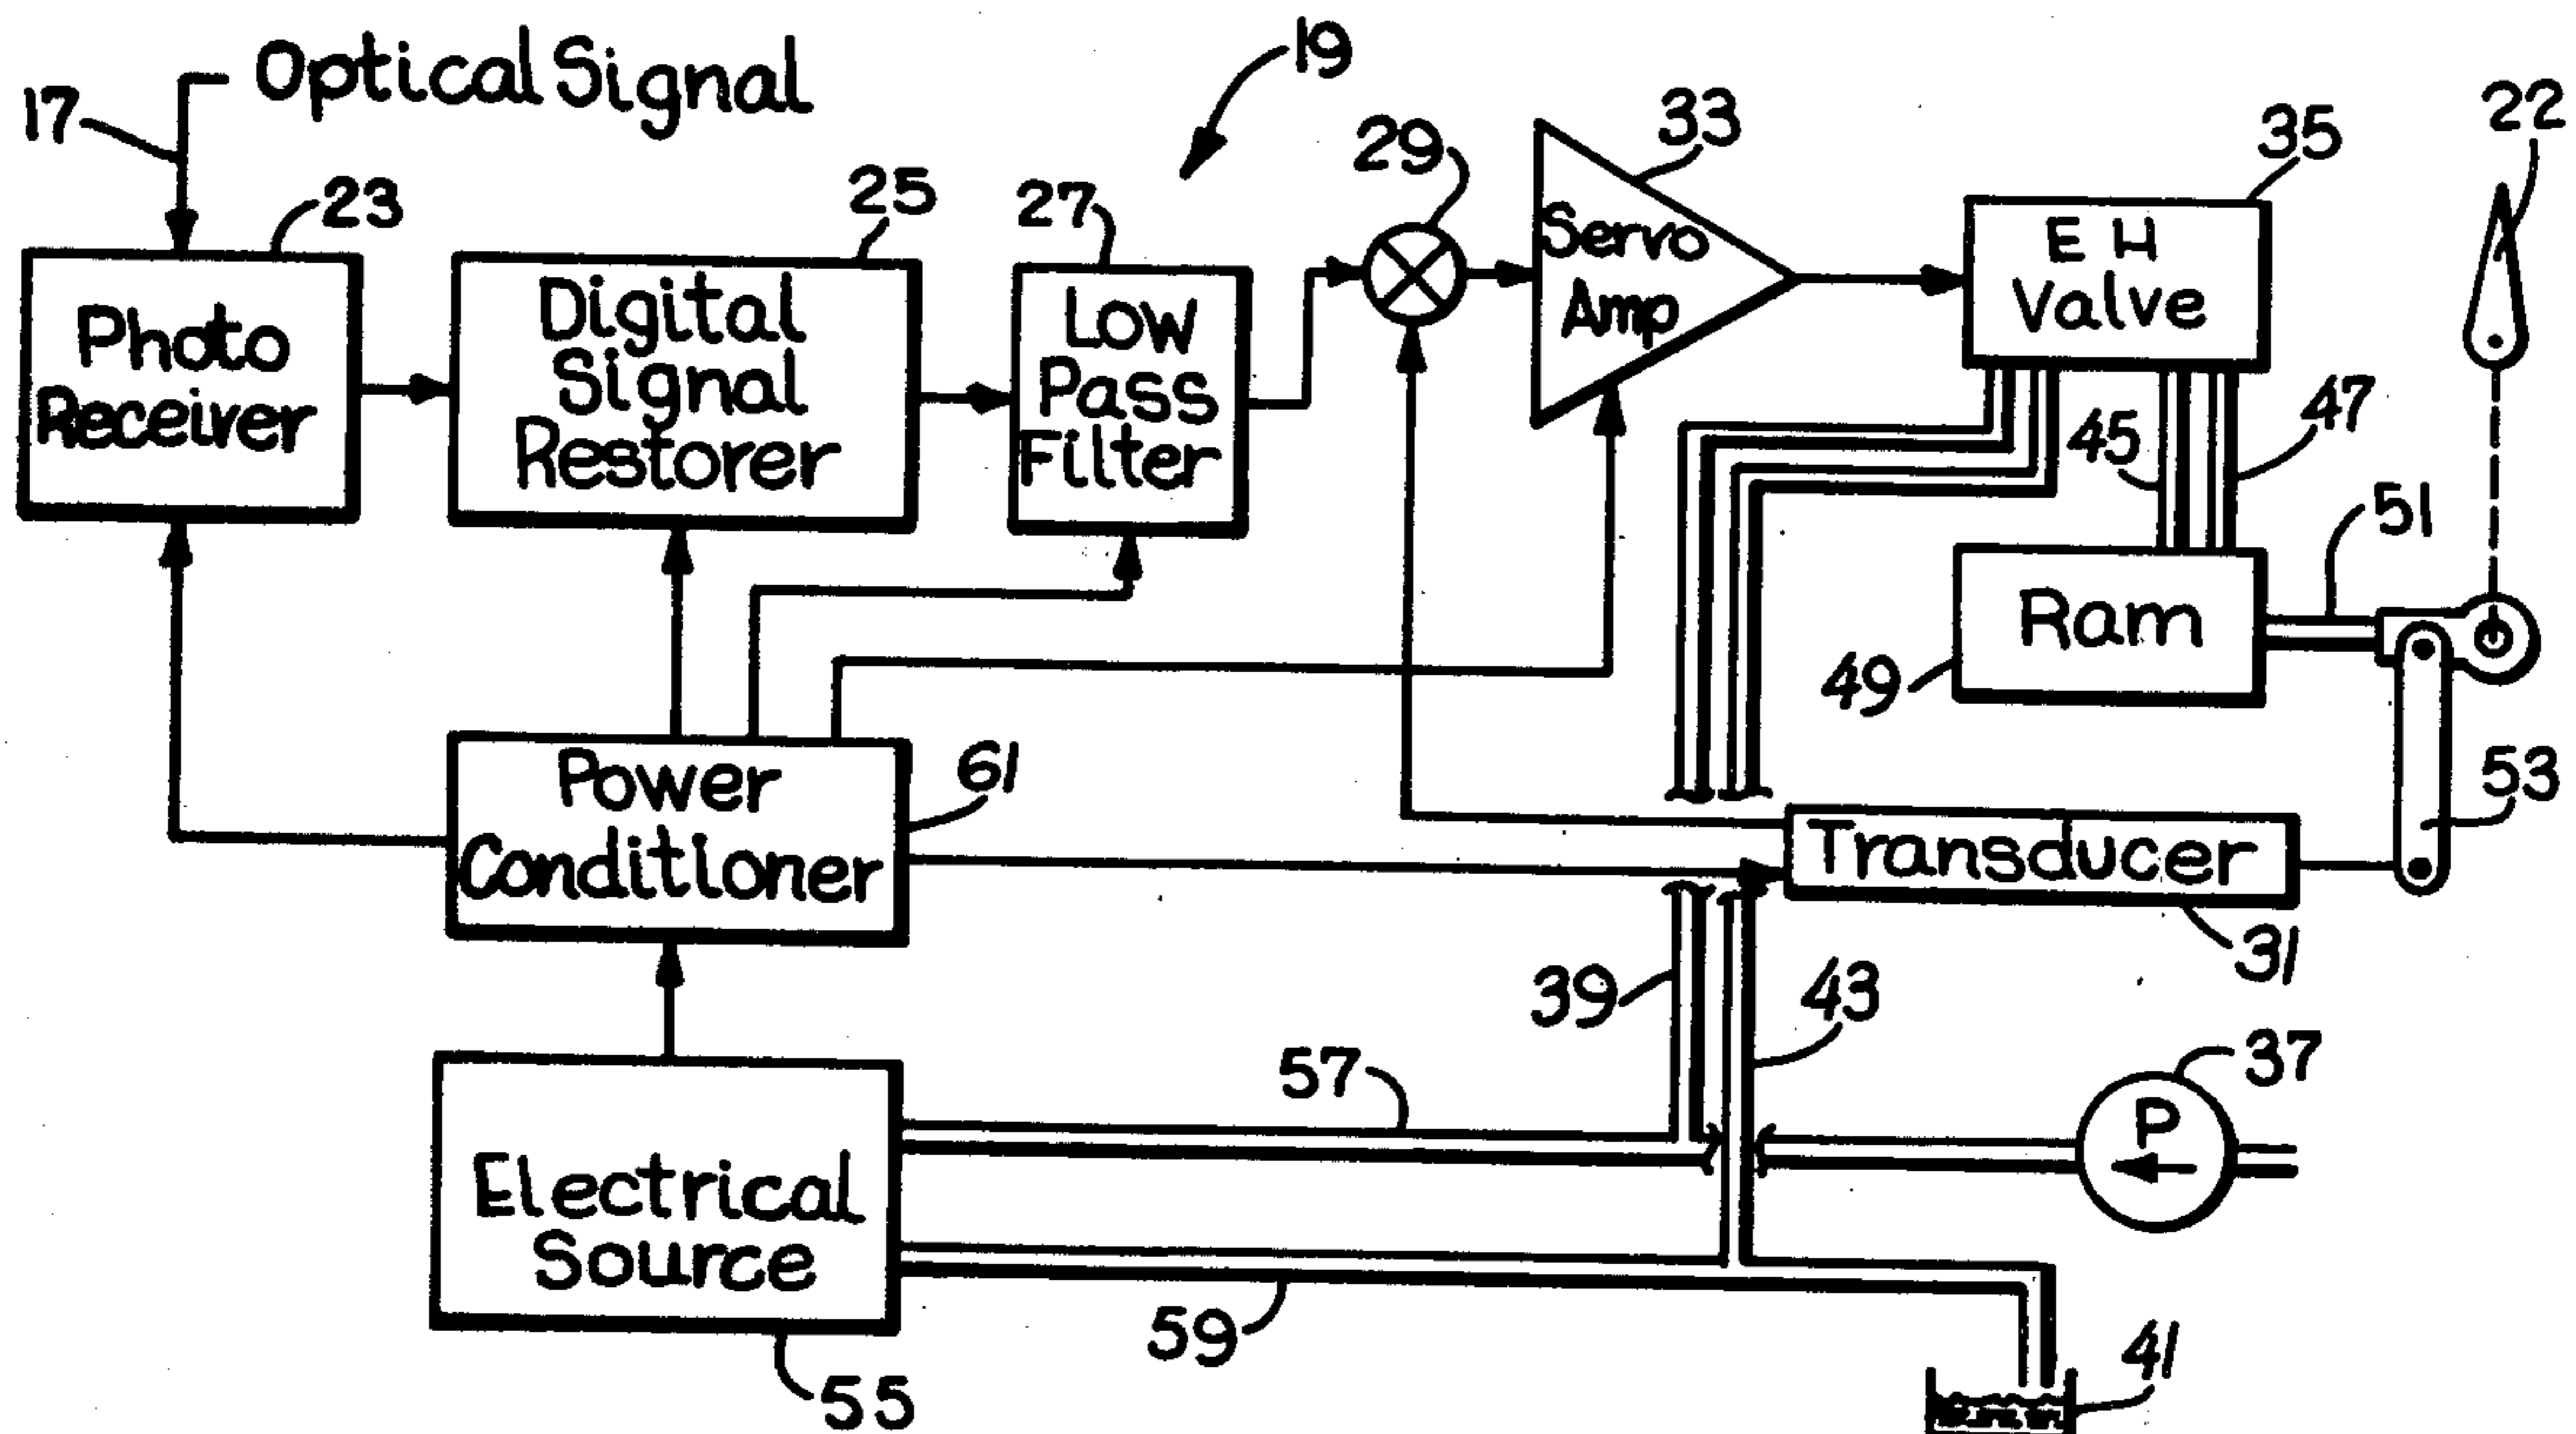 Optical Signal
19
17
23
25
27
29
33
35
22
Photo
Receiver
Digital
Signal
Restorer
Low
Pass
Filter
Servo
Amp
E H
Valve
45
47
51
Ram
49
53
Power
Conditioner
61
Transducer
31
39
43
37
P
57
Electrical
Source
59
55
41